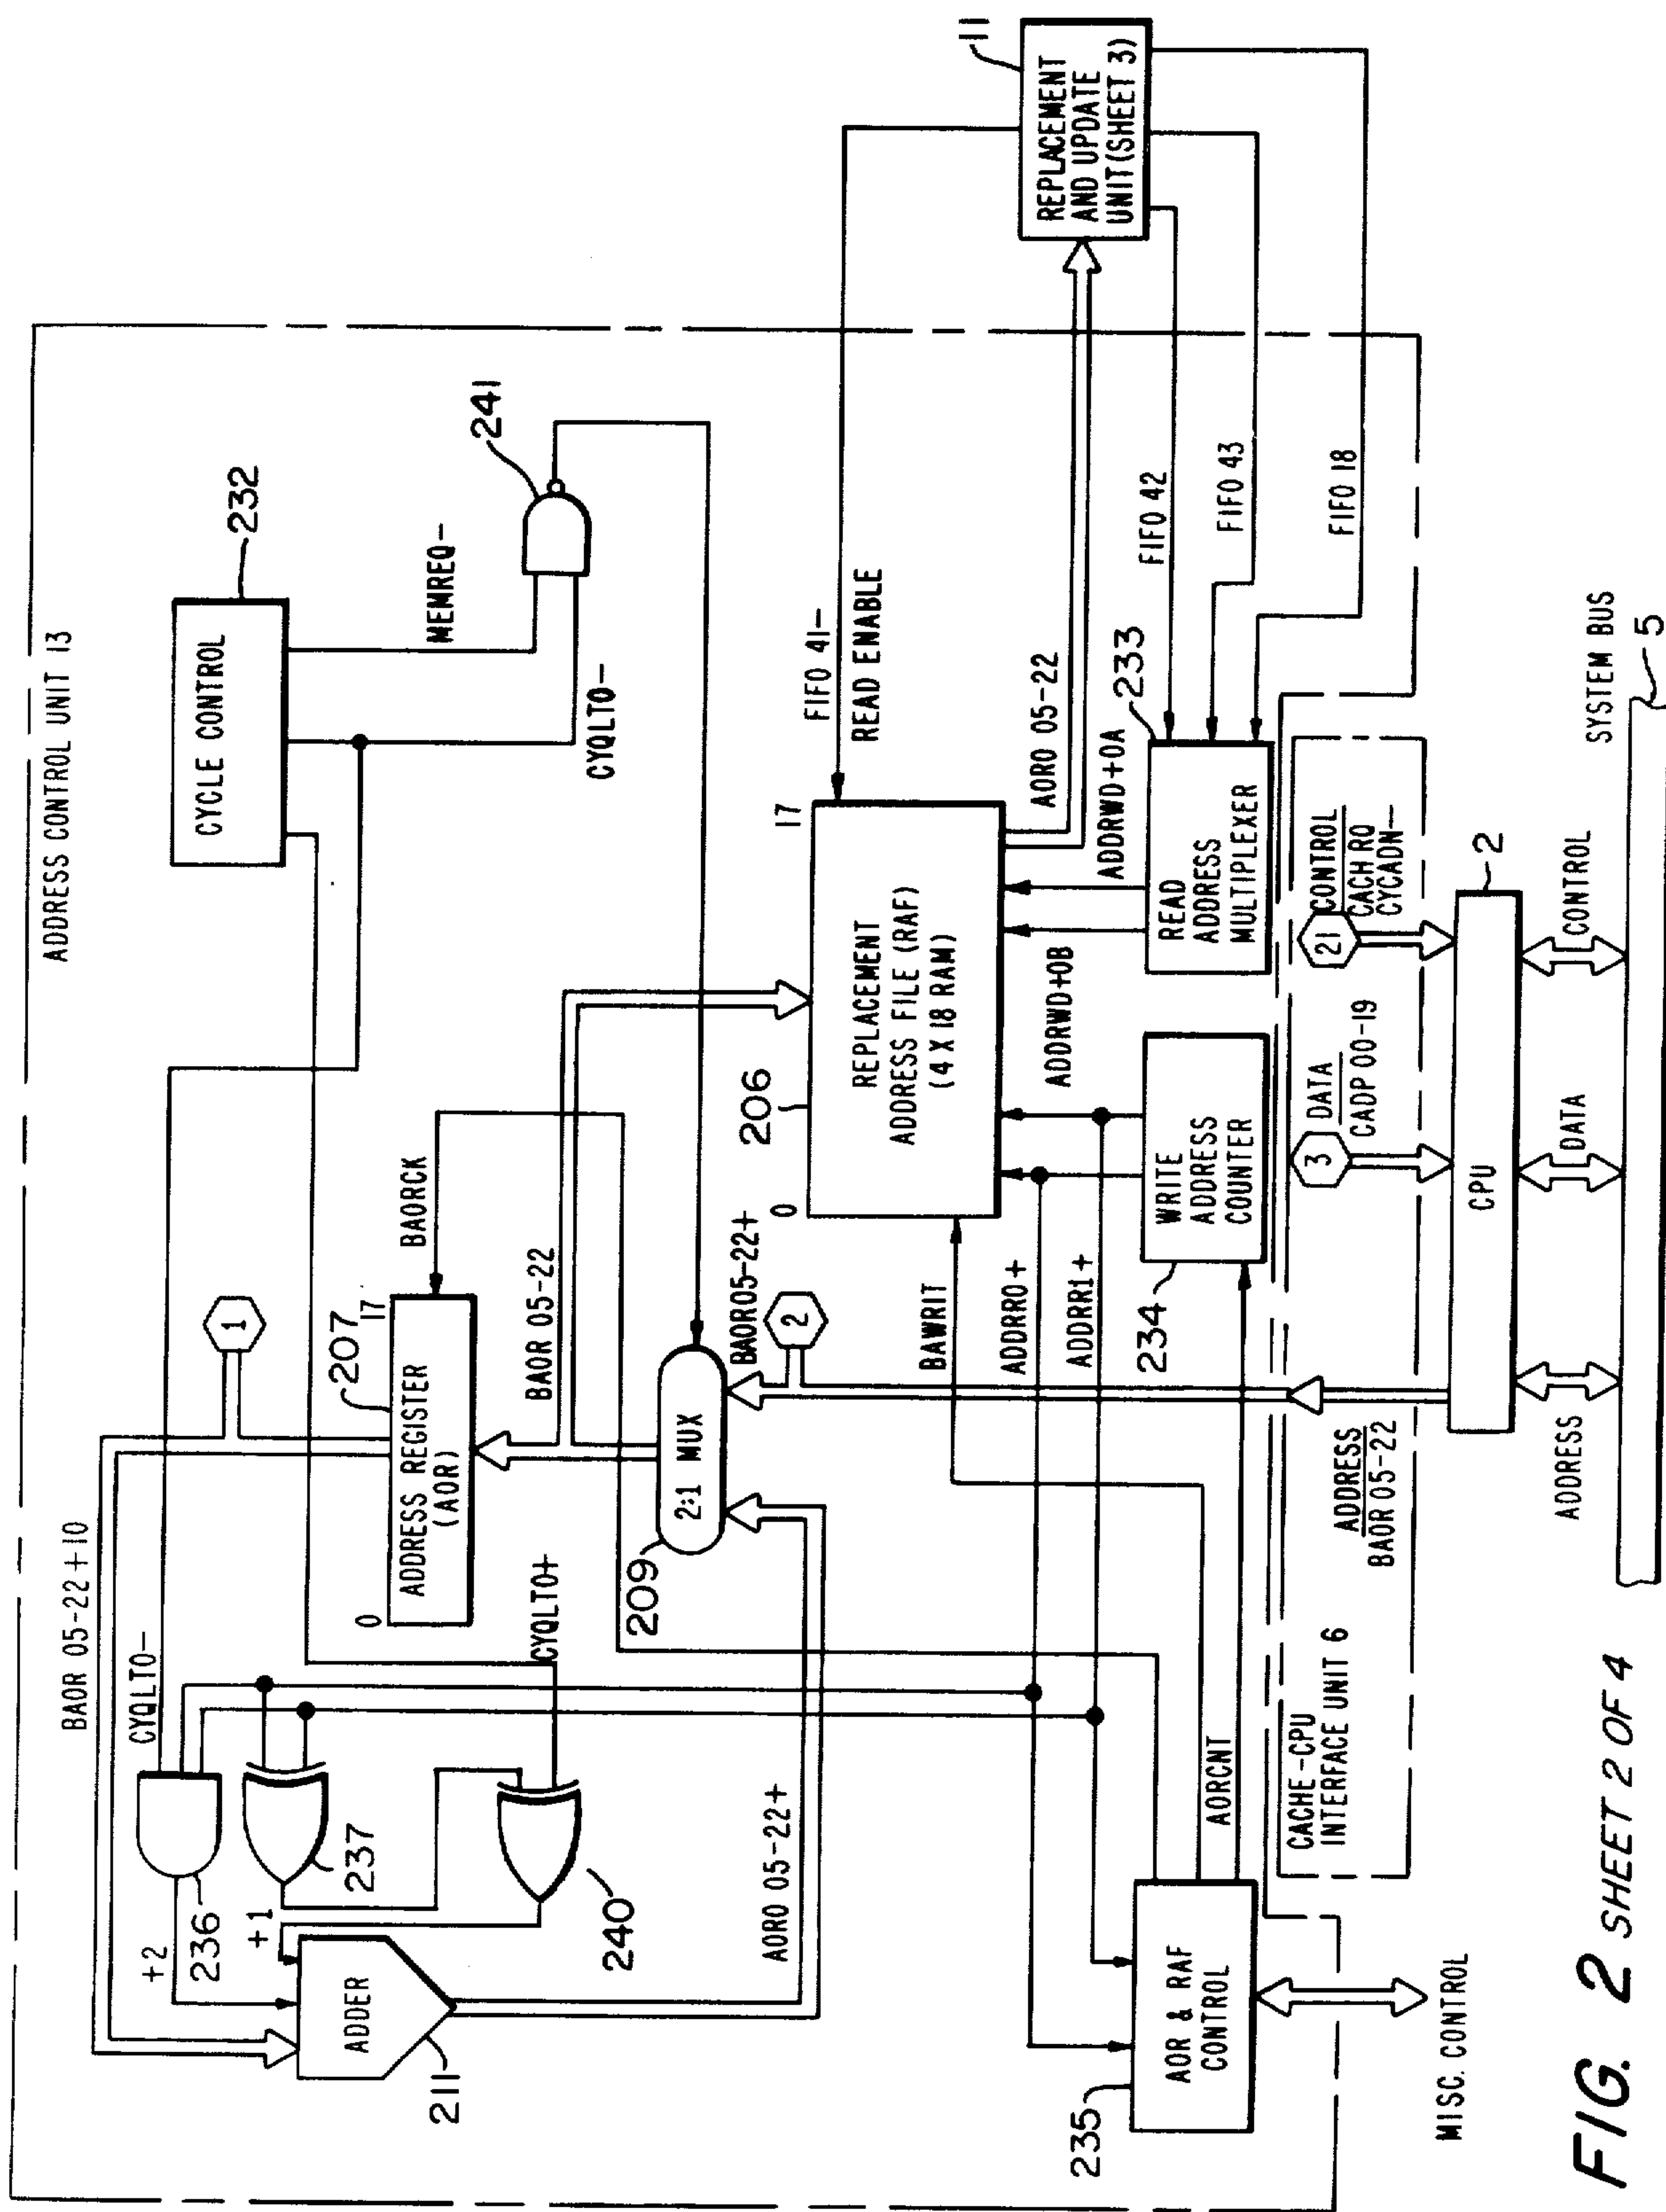 ADDRESS CONTROL UNIT 13
BAOR 05-22+10
CYQLTO-
1
CYCLE CONTROL
232
+2
236
+1
237
ADDER
211
240
CYQLTO+
207
0
17
ADDRESS REGISTER
(AOR)
BAORCK
MEMREQ-
241
CYQLTO-
BAOR 05-22
209
2:1 MUX
BAOR05-22+
2
AORO 05-22+
206
0
17
REPLACEMENT
ADDRESS FILE (RAF)
(4 X 18 RAM)
FIFO 41-
READ ENABLE
11
REPLACEMENT
AND UPDATE
UNIT (SHEET 3)
AORO 05-22
BAWRIT
ADDRRO+
ADDRR1+
ADDRWD+OB
ADDRWD+OA
233
FIFO 42
FIFO 43
FIFO 18
234
WRITE
ADDRESS
COUNTER
READ
ADDRESS
MULTIPLEXER
235
AOR & RAF
CONTROL
AORCNT
MISC. CONTROL
CACHE-CPU
INTERFACE UNIT 6
ADDRESS
BAOR 05-22
3
DATA
CADP 00-19
21
CONTROL
CACH RQ
CYCADN-
CPU
2
ADDRESS
DATA
CONTROL
SYSTEM BUS
5
FIG. 2 SHEET 2 OF 4